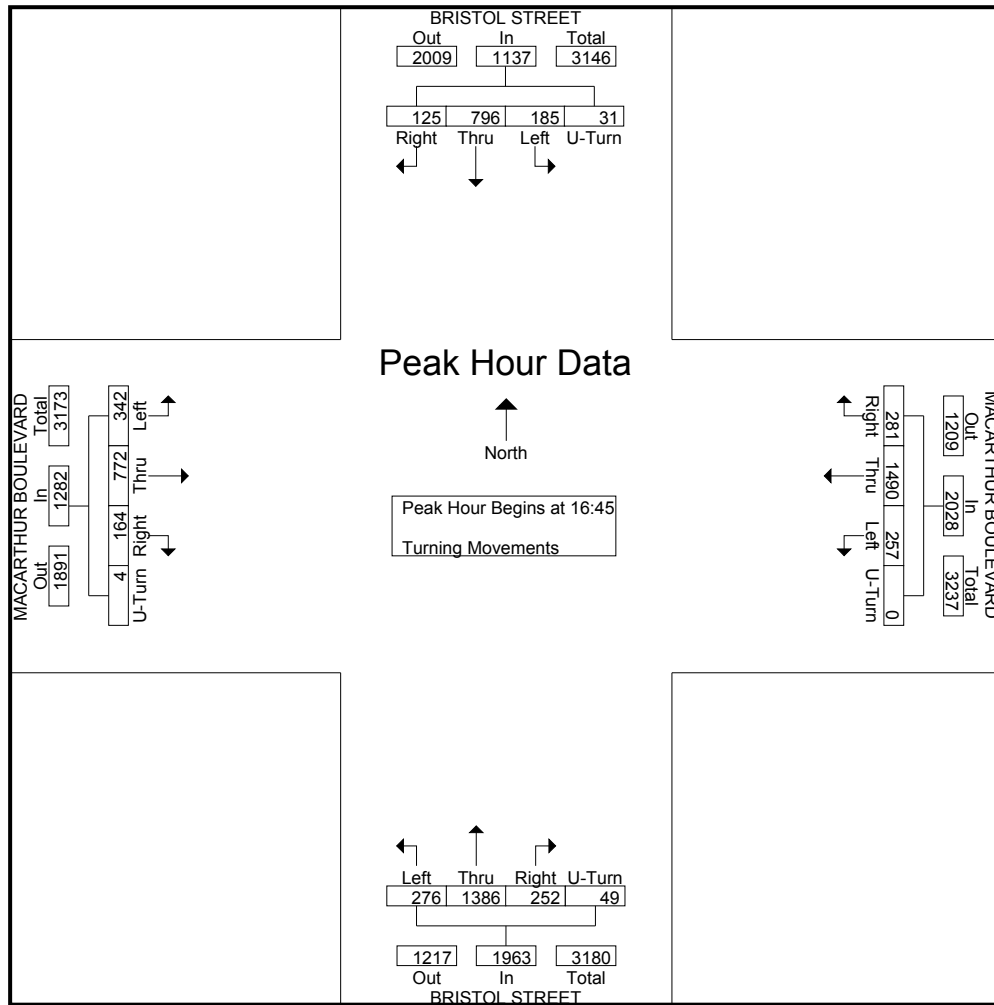 BRISTOL STREET
Out In Total
2009 1137 3146
125 796 185 31
Right Thru Left U-Turn
Peak Hour Data
North
Peak Hour Begins at 16:45
Turning Movements
MACARTHUR BOULEVARD
Out In Total
1891 1282 3173
4 164 772 342
U-Turn Right Thru Left
MACARTHUR BOULEVARD
Out In Total
1209 2028 3237
281 1490 257 0
Right Thru Left U-Turn
Left Thru Right U-Turn
276 1386 252 49
1217 1963 3180
Out In Total
BRISTOL STREET